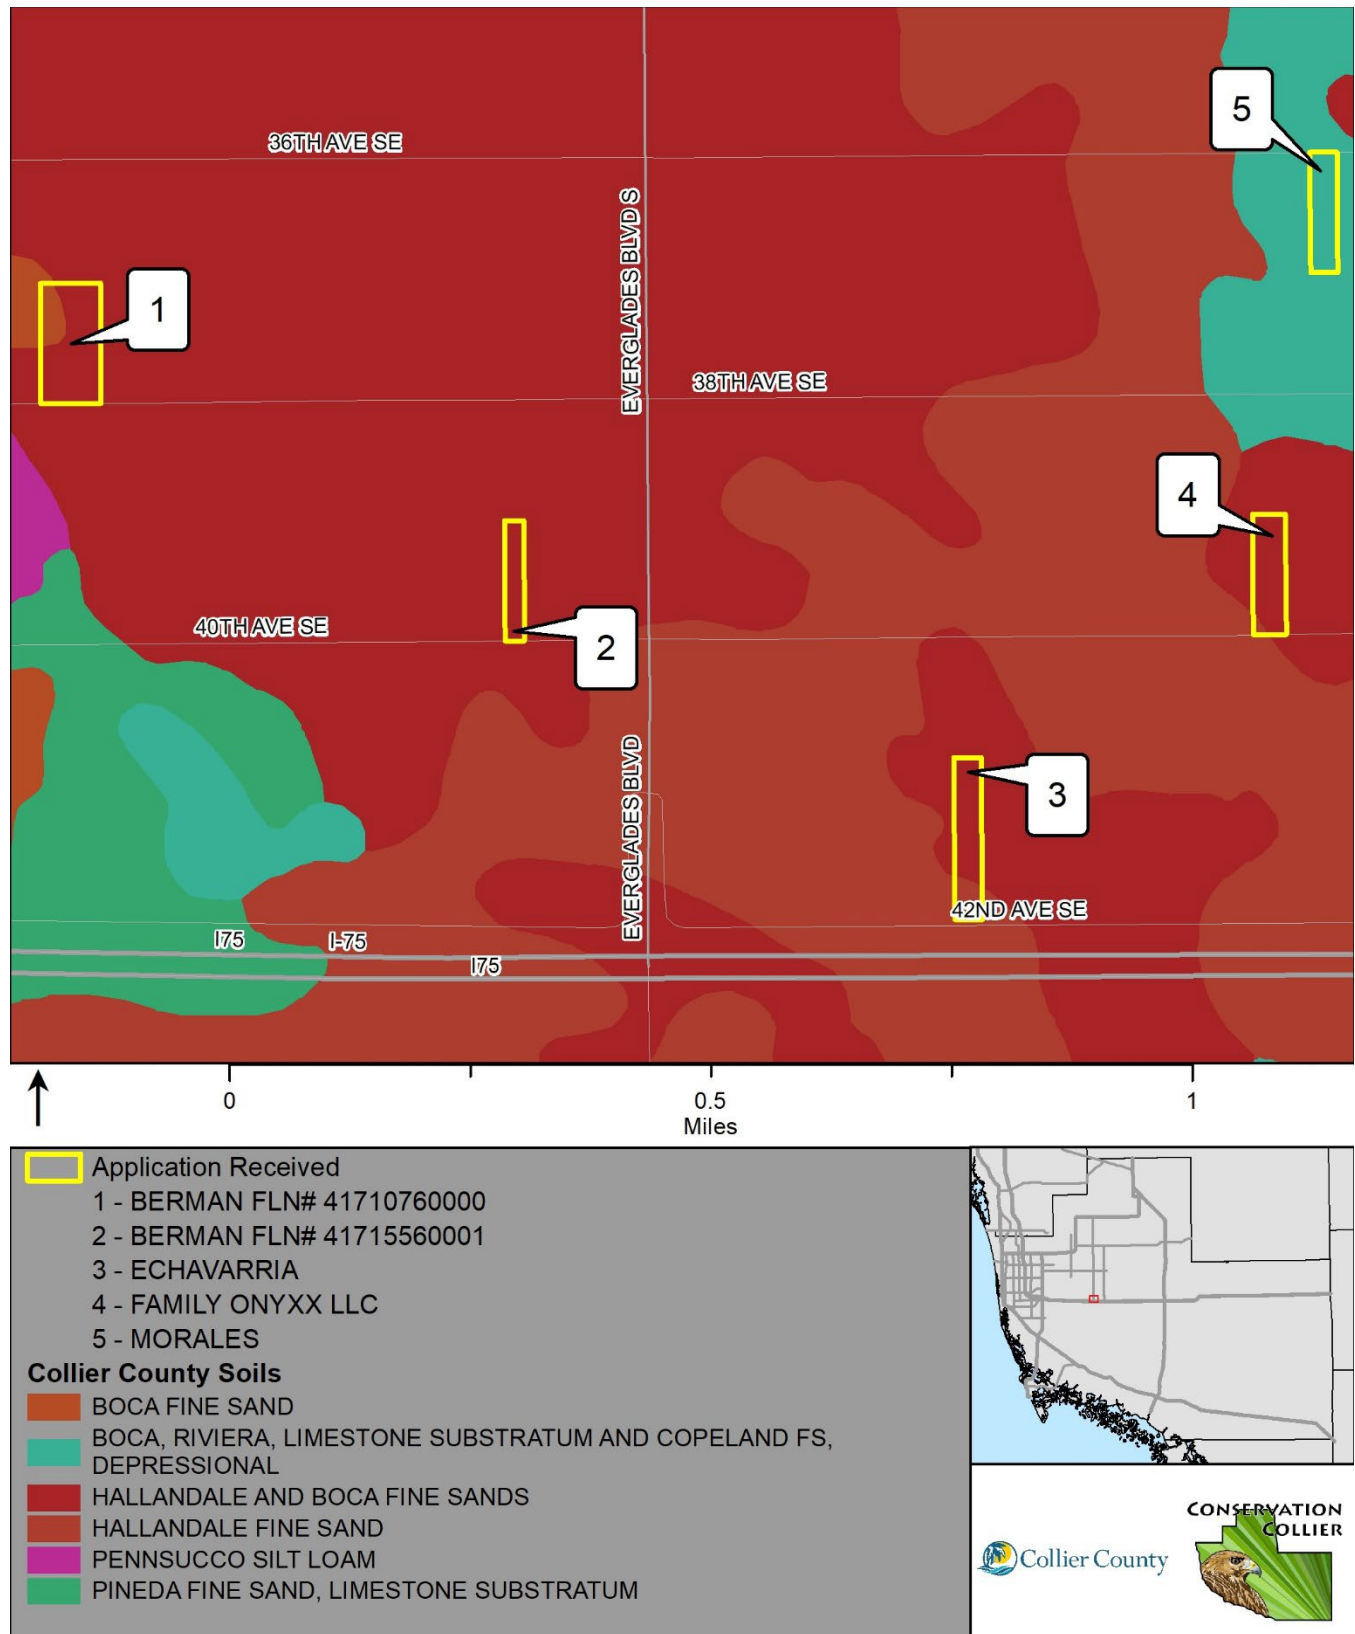 36TH AVE SE
5
EVERGLADES BLVD S
1
38TH AVE SE
4
40TH AVE SE
2
EVERGLADES BLVD
3
42ND AVE SE
I75
I-75
I75
0
0.5
1
Miles
Application Received
1 - BERMAN FLN# 41710760000
2 - BERMAN FLN# 41715560001
3 - ECHAVARRIA
4 - FAMILY ONYXX LLC
5 - MORALES
Collier County Soils
BOCA FINE SAND
BOCA, RIVIERA, LIMESTONE SUBSTRATUM AND COPELAND FS,
DEPRESSIONAL
HALLANDALE AND BOCA FINE SANDS
HALLANDALE FINE SAND
PENNSUCCO SILT LOAM
PINEDA FINE SAND, LIMESTONE SUBSTRATUM
Collier County
CONSERVATION
COLLIER